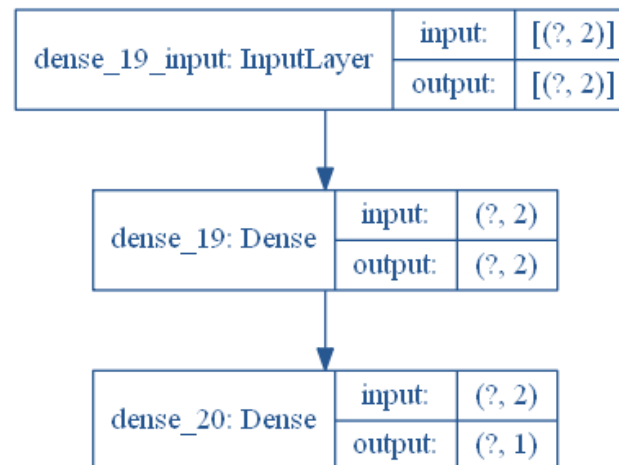 dense_19_input: InputLayer
input:
[(?, 2)]
output:
[(?, 2)]
dense_19: Dense
input:
(?, 2)
output:
(?, 2)
dense_20: Dense
input:
(?, 2)
output:
(?, 1)